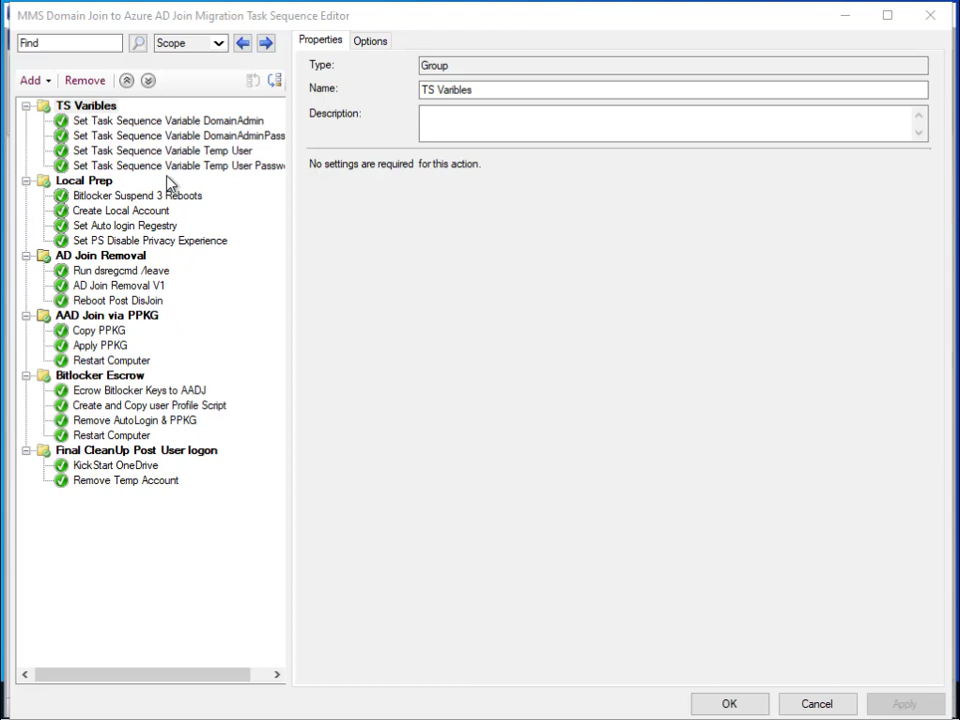 MMS Domain Join to Azure AD Join Migration Task Sequence Editor
Find
Scope
Add
Remove
TS Varibles
Set Task Sequence Variable DomainAdmin
Set Task Sequence Variable DomainAdminPass
Set Task Sequence Variable Temp User
Set Task Sequence Variable Temp User Passw
Local Prep
Bitlocker Suspend 3 Reboots
Create Local Account
Set Auto login Regestry
Set PS Disable Privacy Experience
AD Join Removal
Run dsregcmd /leave
AD Join Removal V1
Reboot Post DisJoin
AAD Join via PPKG
Copy PPKG
Apply PPKG
Restart Computer
Bitlocker Escrow
Ecrow Bitlocker Keys to AADJ
Create and Copy user Profile Script
Remove AutoLogin & PPKG
Restart Computer
Final CleanUp Post User logon
KickStart OneDrive
Remove Temp Account
Properties
Options
Type:
Group
Name:
TS Varibles
Description:
No settings are required for this action.
OK
Cancel
Apply